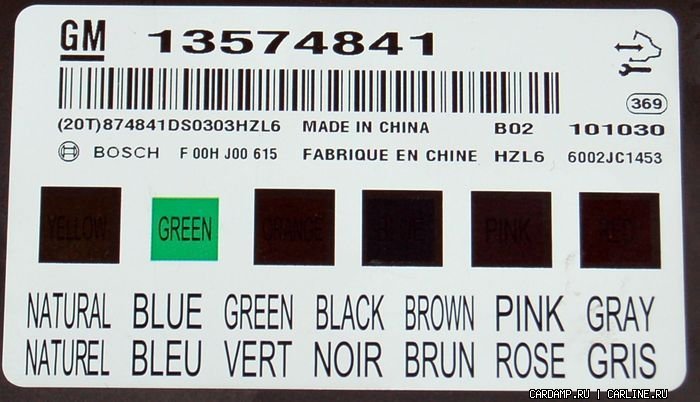 GM 13574841
369
(20T)874841DS0303HZL6 MADE IN CHINA B02 101030
BOSCH F 00H J00 615 FABRIQUE EN CHINE HZL6 6002JC1453
YELLOW GREEN ORANGE BLUE PINK RED
NATURAL BLUE GREEN BLACK BROWN PINK GRAY
NATUREL BLEU VERT NOIR BRUN ROSE GRIS
CARDAMP.RU | CARLINE.RU